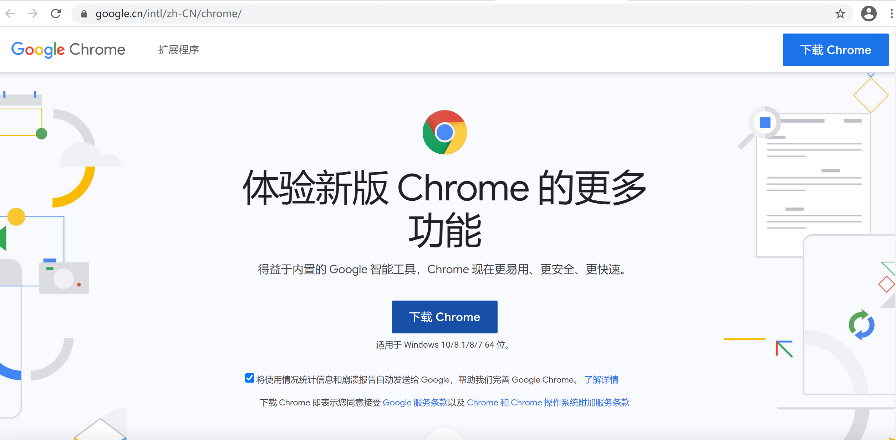 google.cn/intl/zh-CN/chrome/
Google Chrome 扩展程序 下载 Chrome
体验新版 Chrome 的更多
功能
得益于内置的 Google 智能工具，Chrome 现在更易用、更安全、更快速。
下载 Chrome
适用于 Windows 10/8.1/8/7 64 位。
将使用情况统计信息和崩溃报告自动发送给 Google，帮助我们完善 Google Chrome。 了解详情
下载 Chrome 即表示您同意接受 Google 服务条款以及 Chrome 和 Chrome 操作系统附加服务条款